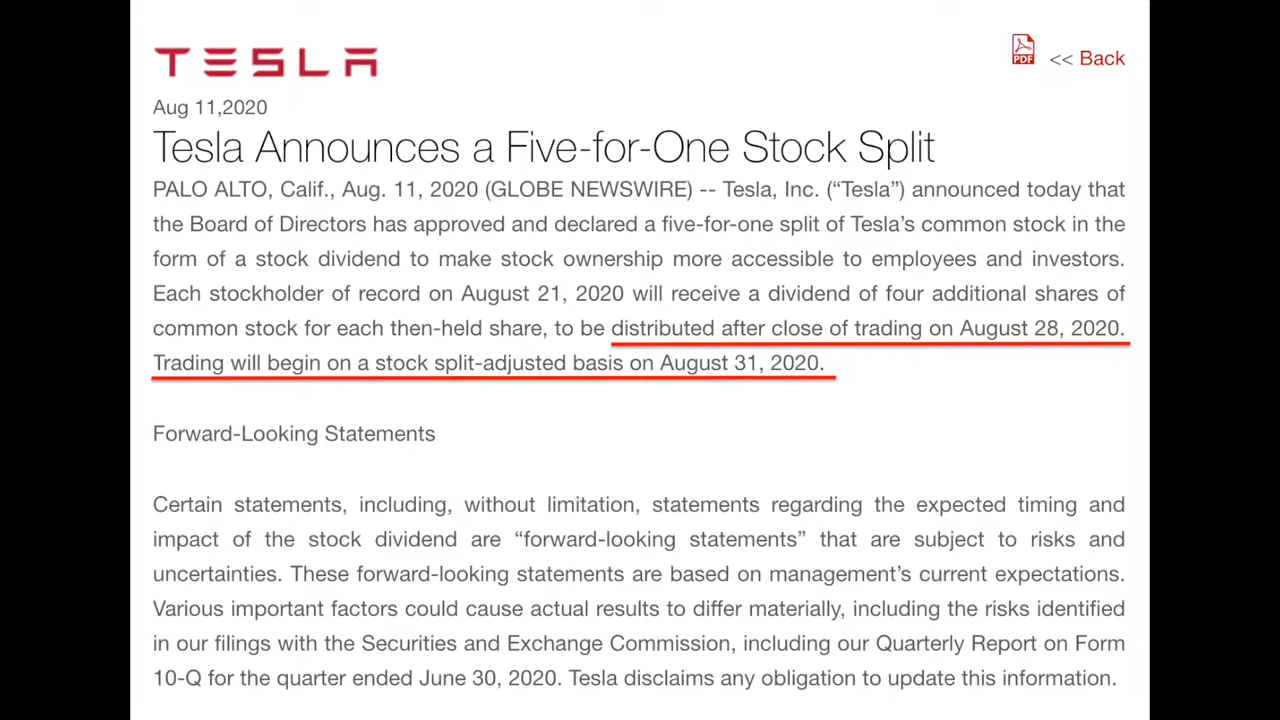 TESLA
PDF
<< Back
Aug 11,2020
Tesla Announces a Five-for-One Stock Split
PALO ALTO, Calif., Aug. 11, 2020 (GLOBE NEWSWIRE) -- Tesla, Inc. (“Tesla”) announced today that
the Board of Directors has approved and declared a five-for-one split of Tesla’s common stock in the
form of a stock dividend to make stock ownership more accessible to employees and investors.
Each stockholder of record on August 21, 2020 will receive a dividend of four additional shares of
common stock for each then-held share, to be distributed after close of trading on August 28, 2020.
Trading will begin on a stock split-adjusted basis on August 31, 2020.
Forward-Looking Statements
Certain statements, including, without limitation, statements regarding the expected timing and
impact of the stock dividend are “forward-looking statements” that are subject to risks and
uncertainties. These forward-looking statements are based on management’s current expectations.
Various important factors could cause actual results to differ materially, including the risks identified
in our filings with the Securities and Exchange Commission, including our Quarterly Report on Form
10-Q for the quarter ended June 30, 2020. Tesla disclaims any obligation to update this information.